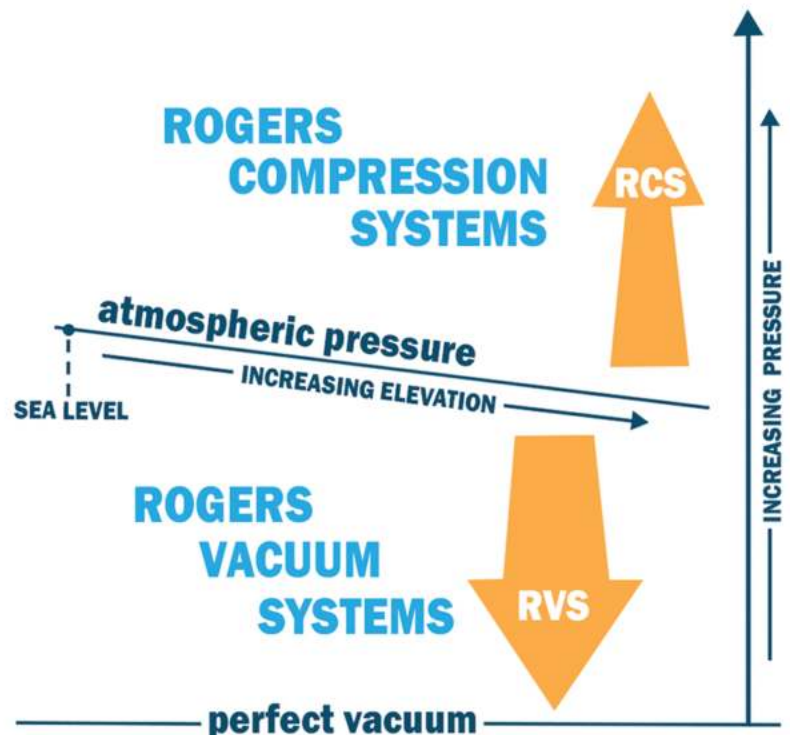 ROGERS
COMPRESSION
SYSTEMS
RCS
atmospheric pressure
INCREASING ELEVATION
SEA LEVEL
INCREASING PRESSURE
ROGERS
VACUUM
SYSTEMS
RVS
perfect vacuum